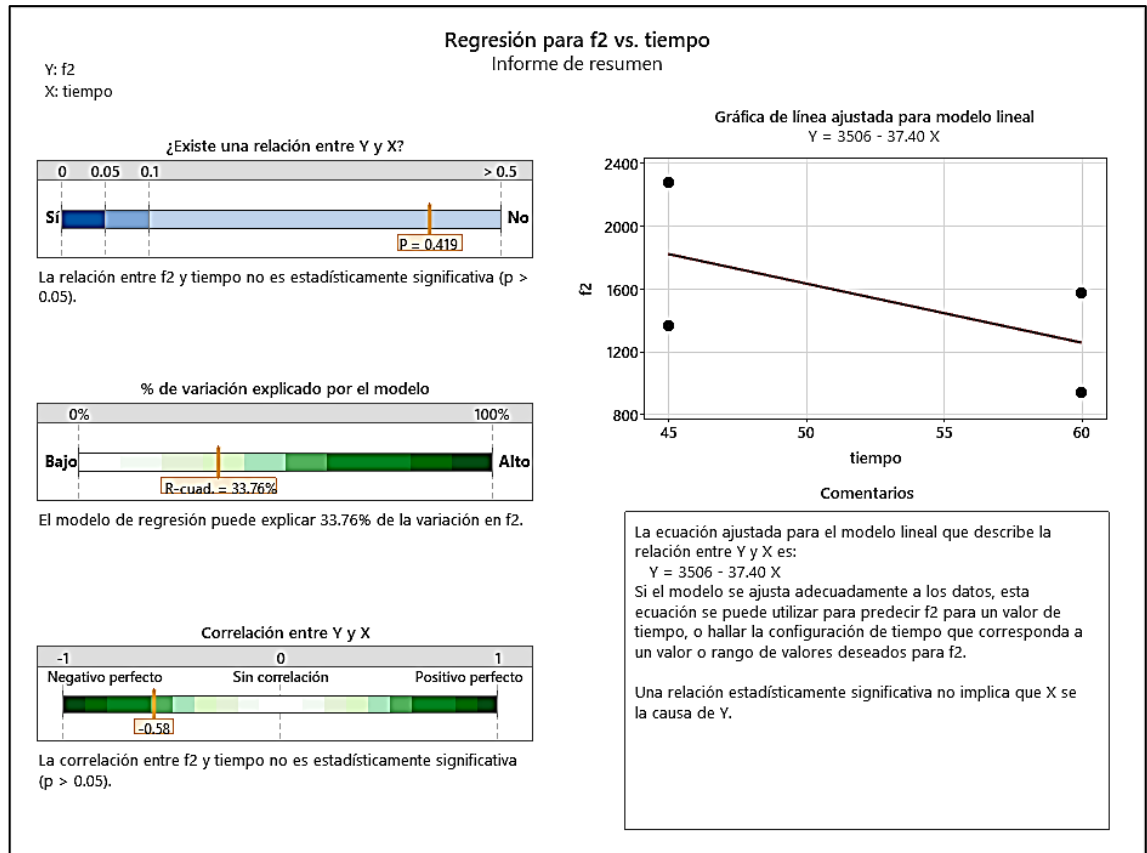 Regresión para f2 vs. tiempo
Informe de resumen
Y: f2
X: tiempo
¿Existe una relación entre Y y X?
0 0.05 0.1 > 0.5
Sí No
P = 0.419
La relación entre f2 y tiempo no es estadísticamente significativa (p >
0.05).
% de variación explicado por el modelo
0% 100%
Bajo Alto
R-cuad. = 33.76%
El modelo de regresión puede explicar 33.76% de la variación en f2.
Correlación entre Y y X
-1 0 1
Negativo perfecto Sin correlación Positivo perfecto
-0.58
La correlación entre f2 y tiempo no es estadísticamente significativa
(p > 0.05).
Gráfica de línea ajustada para modelo lineal
Y = 3506 - 37.40 X
2400
2000
1600
1200
800
f2
45 50 55 60
tiempo
Comentarios
La ecuación ajustada para el modelo lineal que describe la
relación entre Y y X es:
Y = 3506 - 37.40 X
Si el modelo se ajusta adecuadamente a los datos, esta
ecuación se puede utilizar para predecir f2 para un valor de
tiempo, o hallar la configuración de tiempo que corresponda a
un valor o rango de valores deseados para f2.
Una relación estadísticamente significativa no implica que X se
la causa de Y.